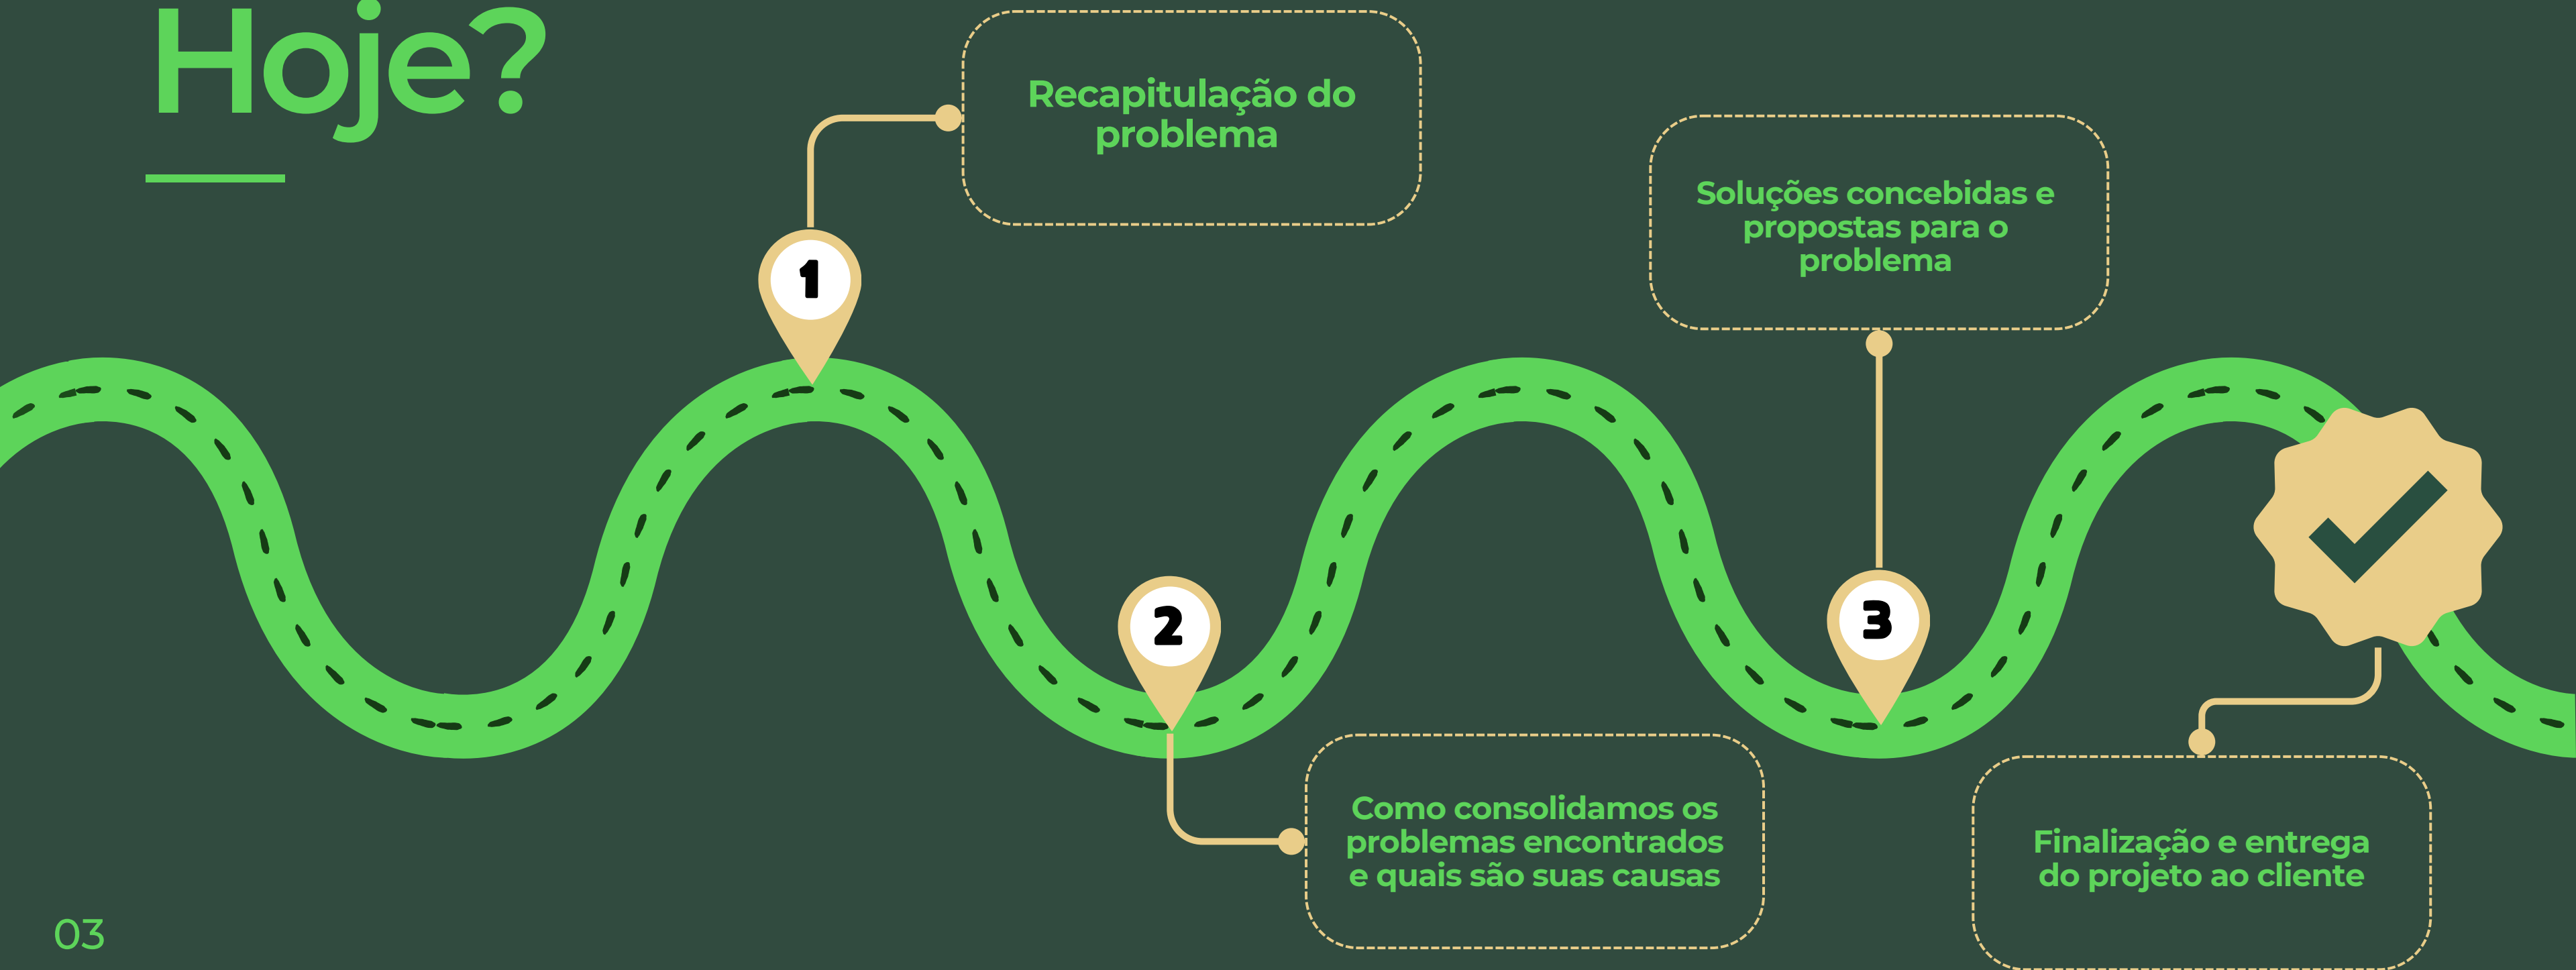 Hoje?
1
Recapitulação do
problema
2
Como consolidamos os
problemas encontrados
e quais são suas causas
3
Soluções concebidas e
propostas para o
problema
Finalização e entrega
do projeto ao cliente
03